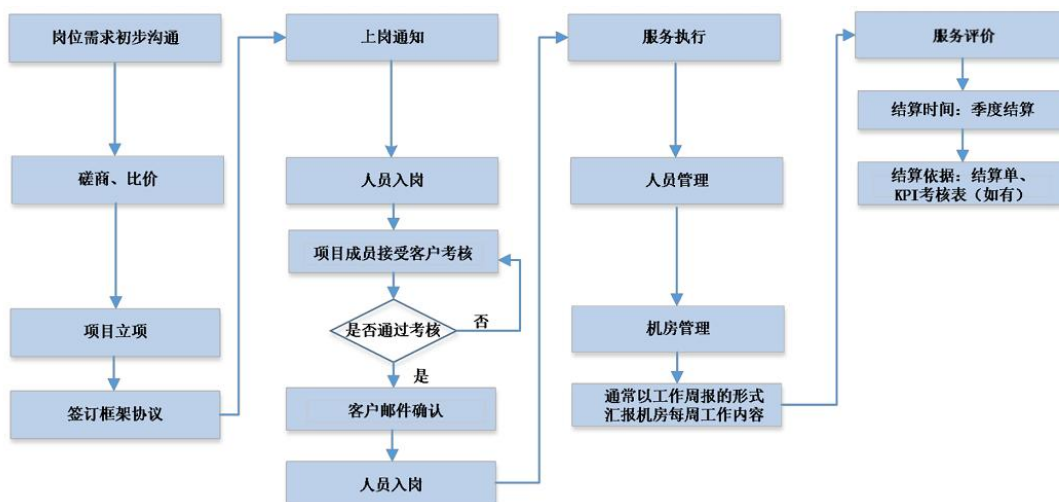 岗位需求初步沟通
磋商、比价
项目立项
签订框架协议
上岗通知
人员入岗
项目成员接受客户考核
是否通过考核
否
是
客户邮件确认
人员入岗
服务执行
人员管理
机房管理
通常以工作周报的形式
汇报机房每周工作内容
服务评价
结算时间：季度结算
结算依据：结算单、
KPI考核表（如有）